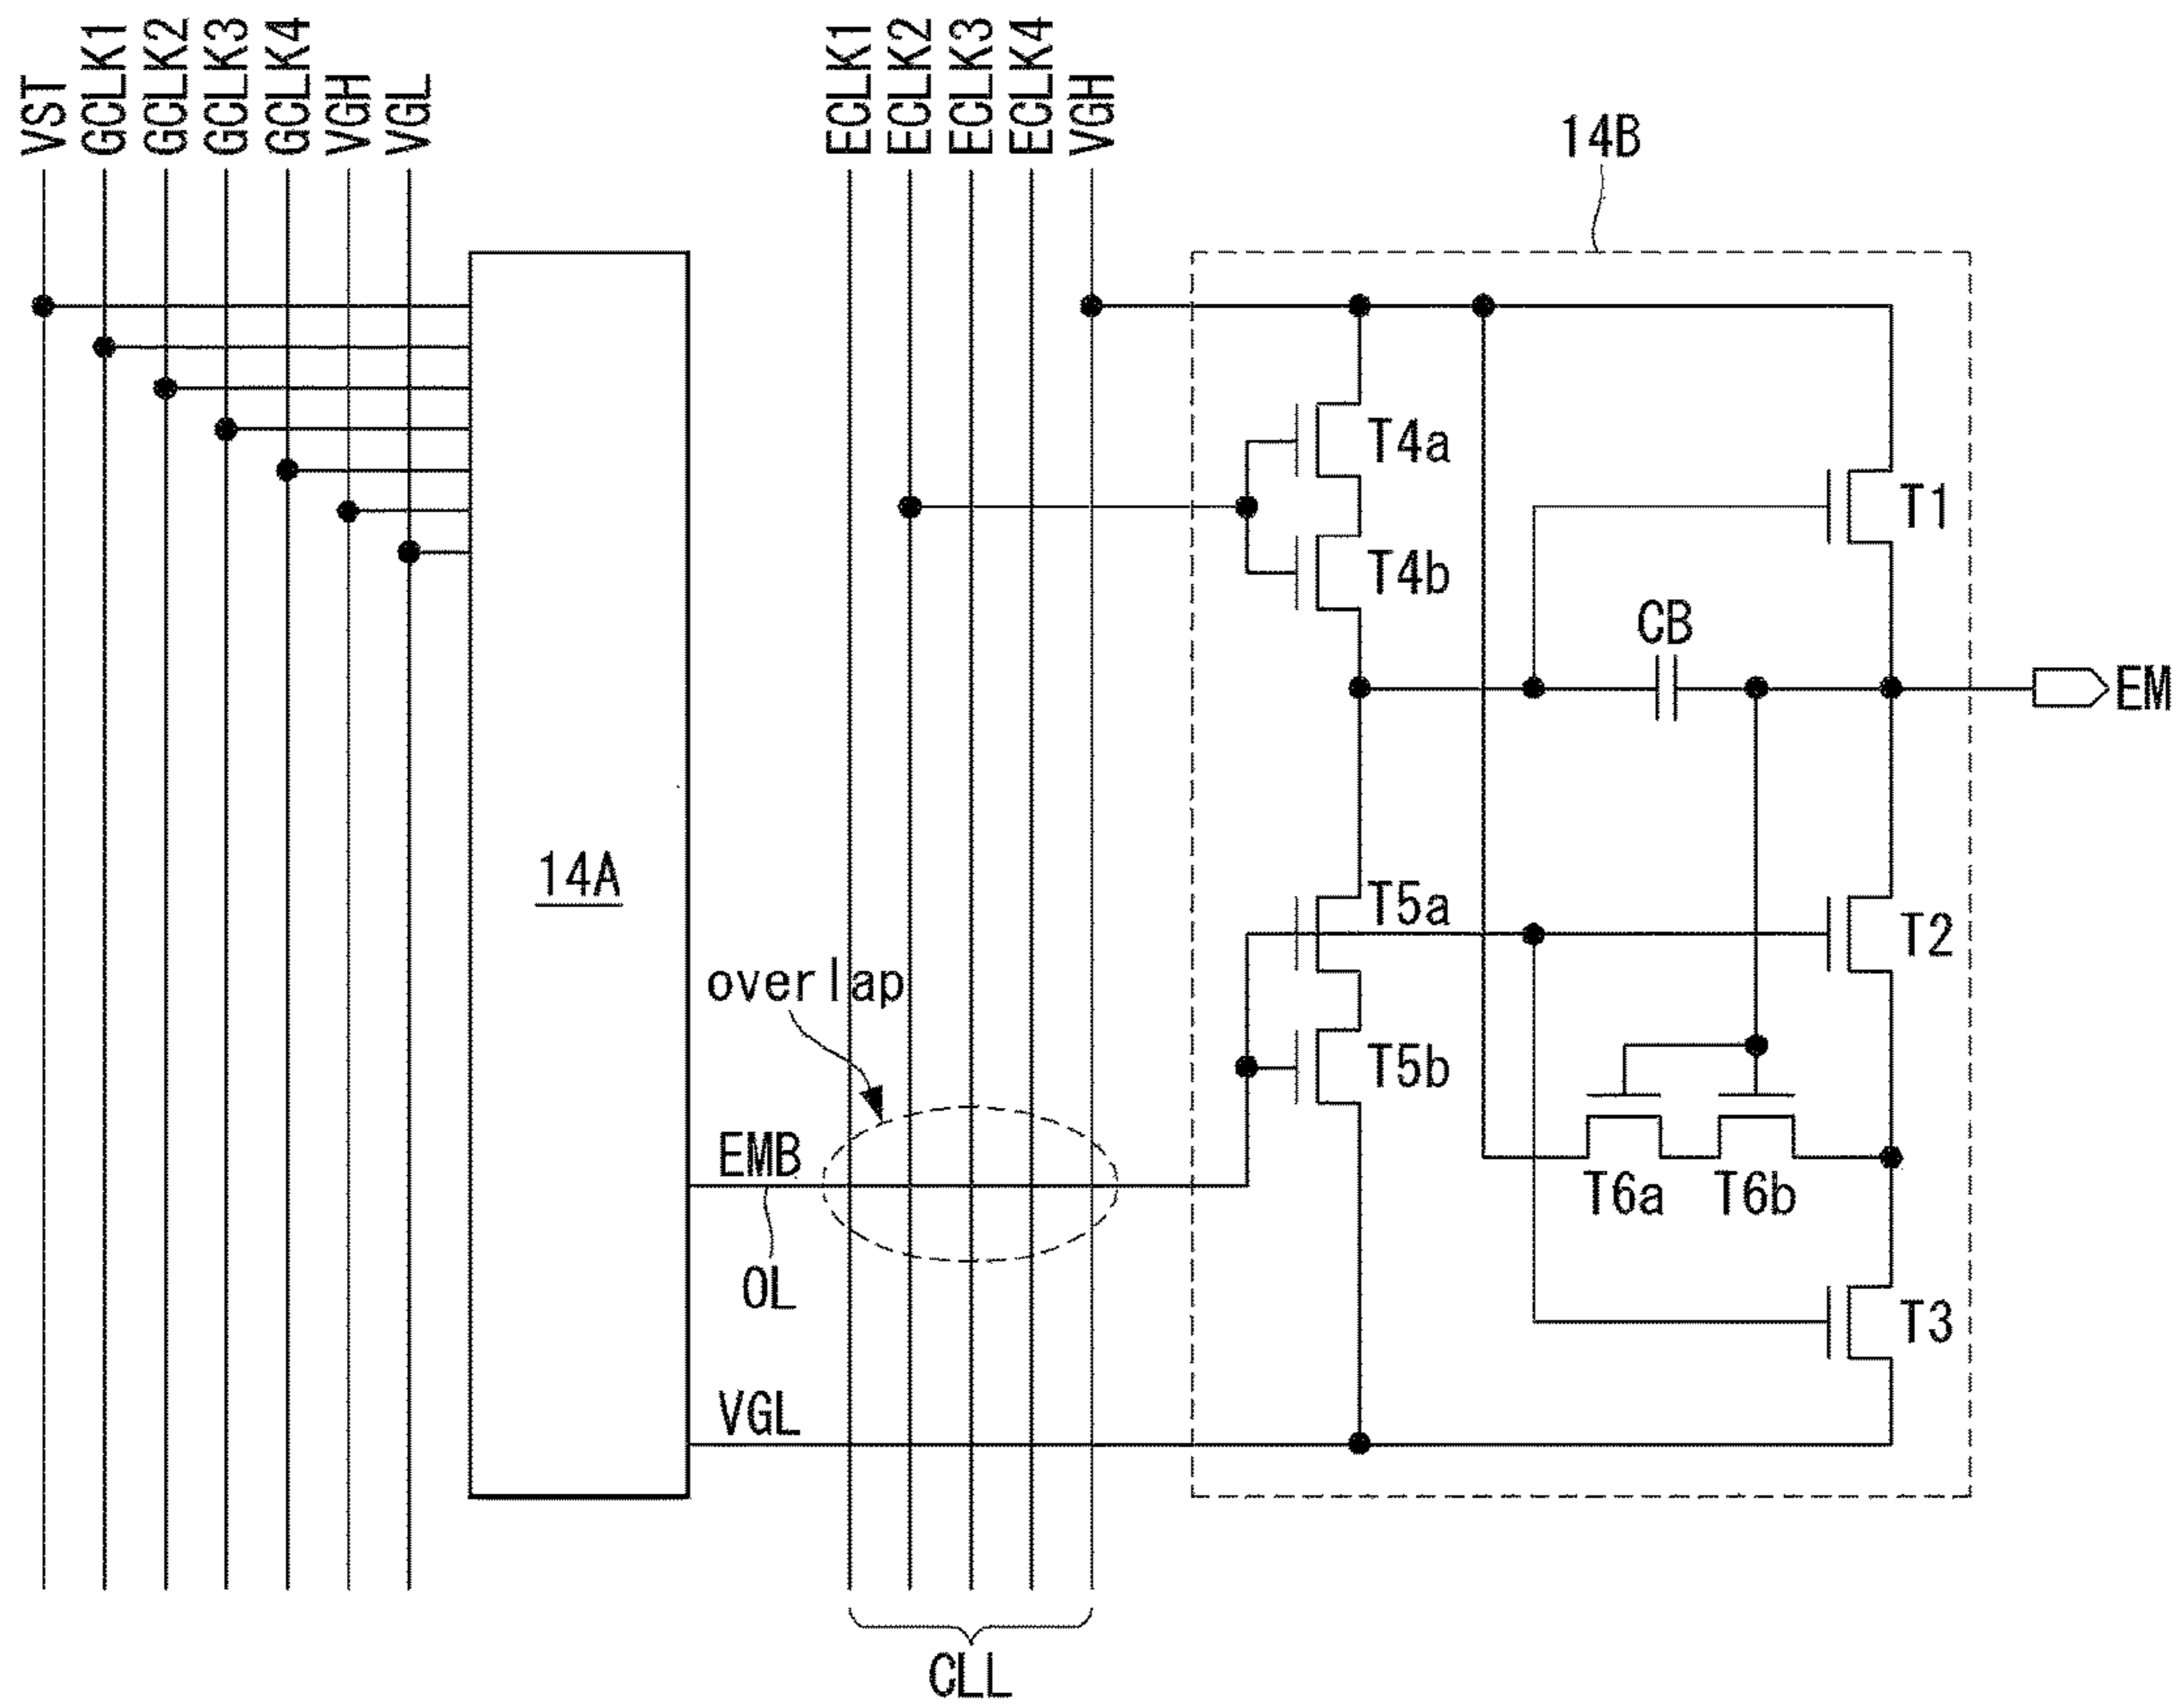 VST
GCLK1
GCLK2
GCLK3
GCLK4
VGH
VGL
ECLK1
ECLK2
ECLK3
ECLK4
VGH
14B
T4a
T1
T4b
CB
EM
14A
T5a
T2
overlap
T5b
EMB
T6a
T6b
OL
T3
VGL
CLL